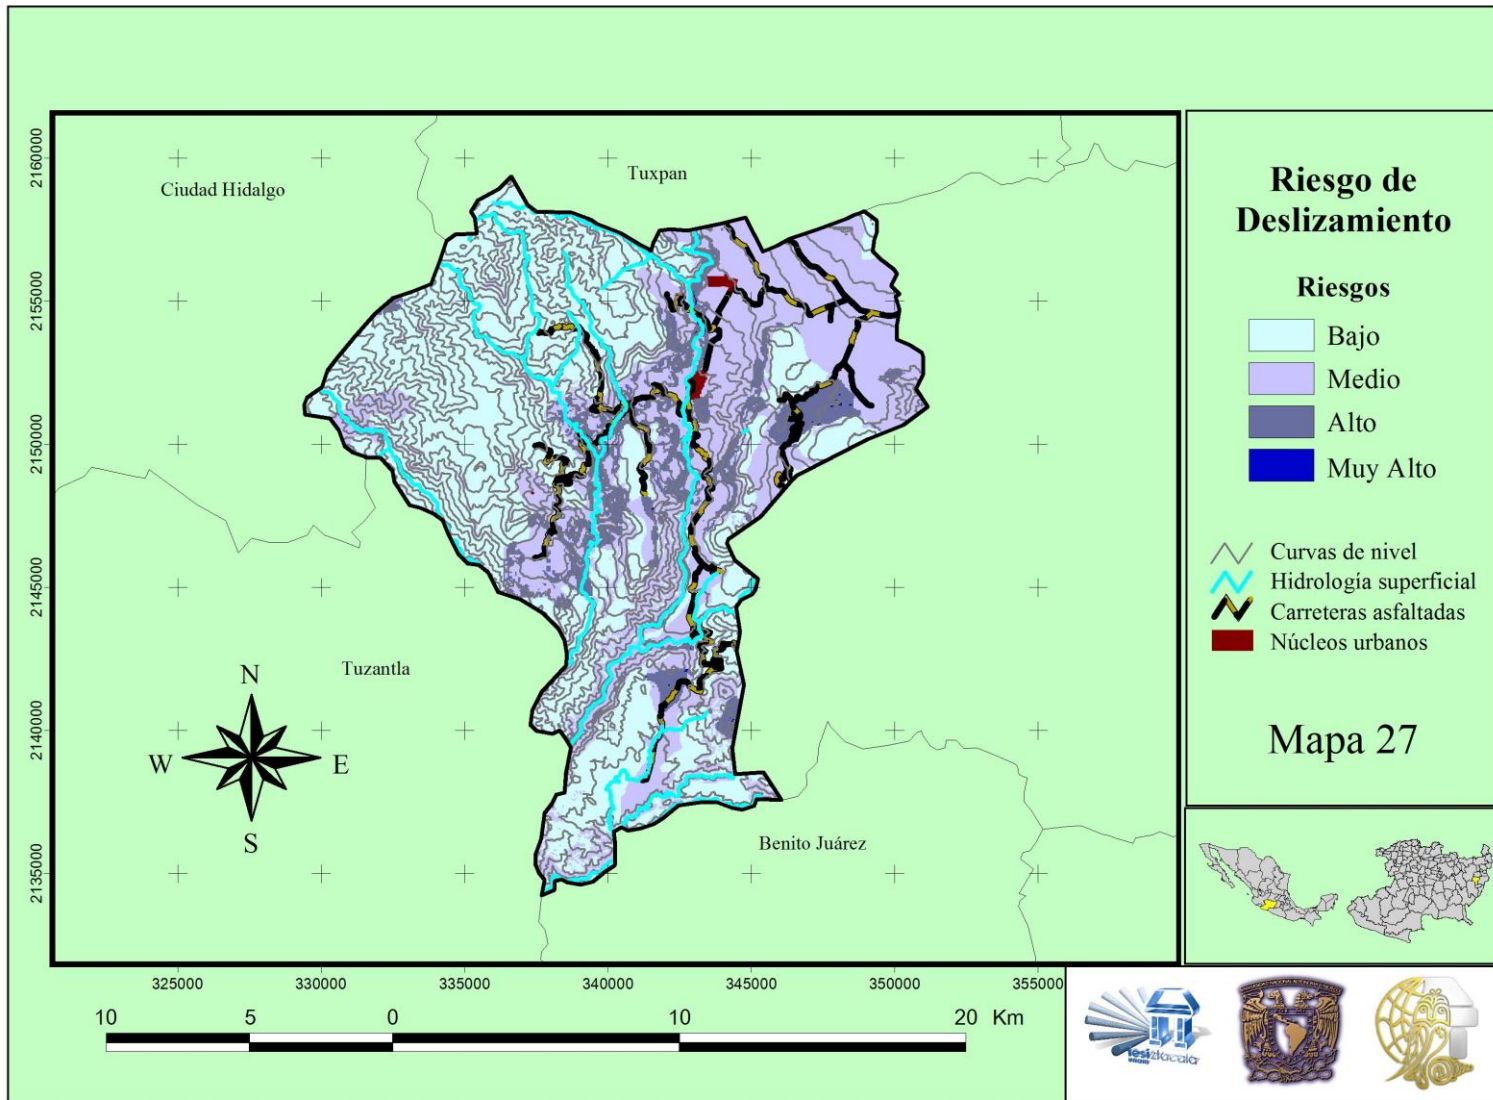 Riesgo de
Deslizamiento
Riesgos
Bajo
Medio
Alto
Muy Alto
Curvas de nivel
Hidrología superficial
Carreteras asfaltadas
Núcleos urbanos
Mapa 27
Ciudad Hidalgo
Tuxpan
Tuzantla
Benito Juárez
N
W
E
S
2160000
2155000
2150000
2145000
2140000
2135000
325000
330000
335000
340000
345000
350000
355000
10
5
0
10
20
Km
iztacala